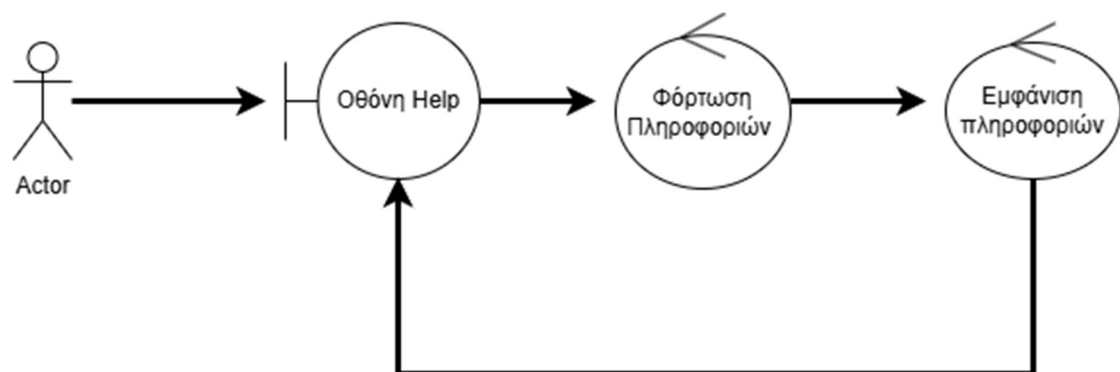 Actor
Οθόνη Help
Φόρτωση
Πληροφοριών
Εμφάνιση
πληροφοριών